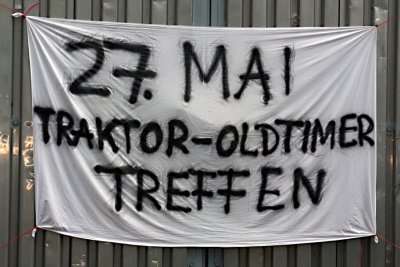 27. MAI
TRAKTOR-OLDTIMER
TREFFEN